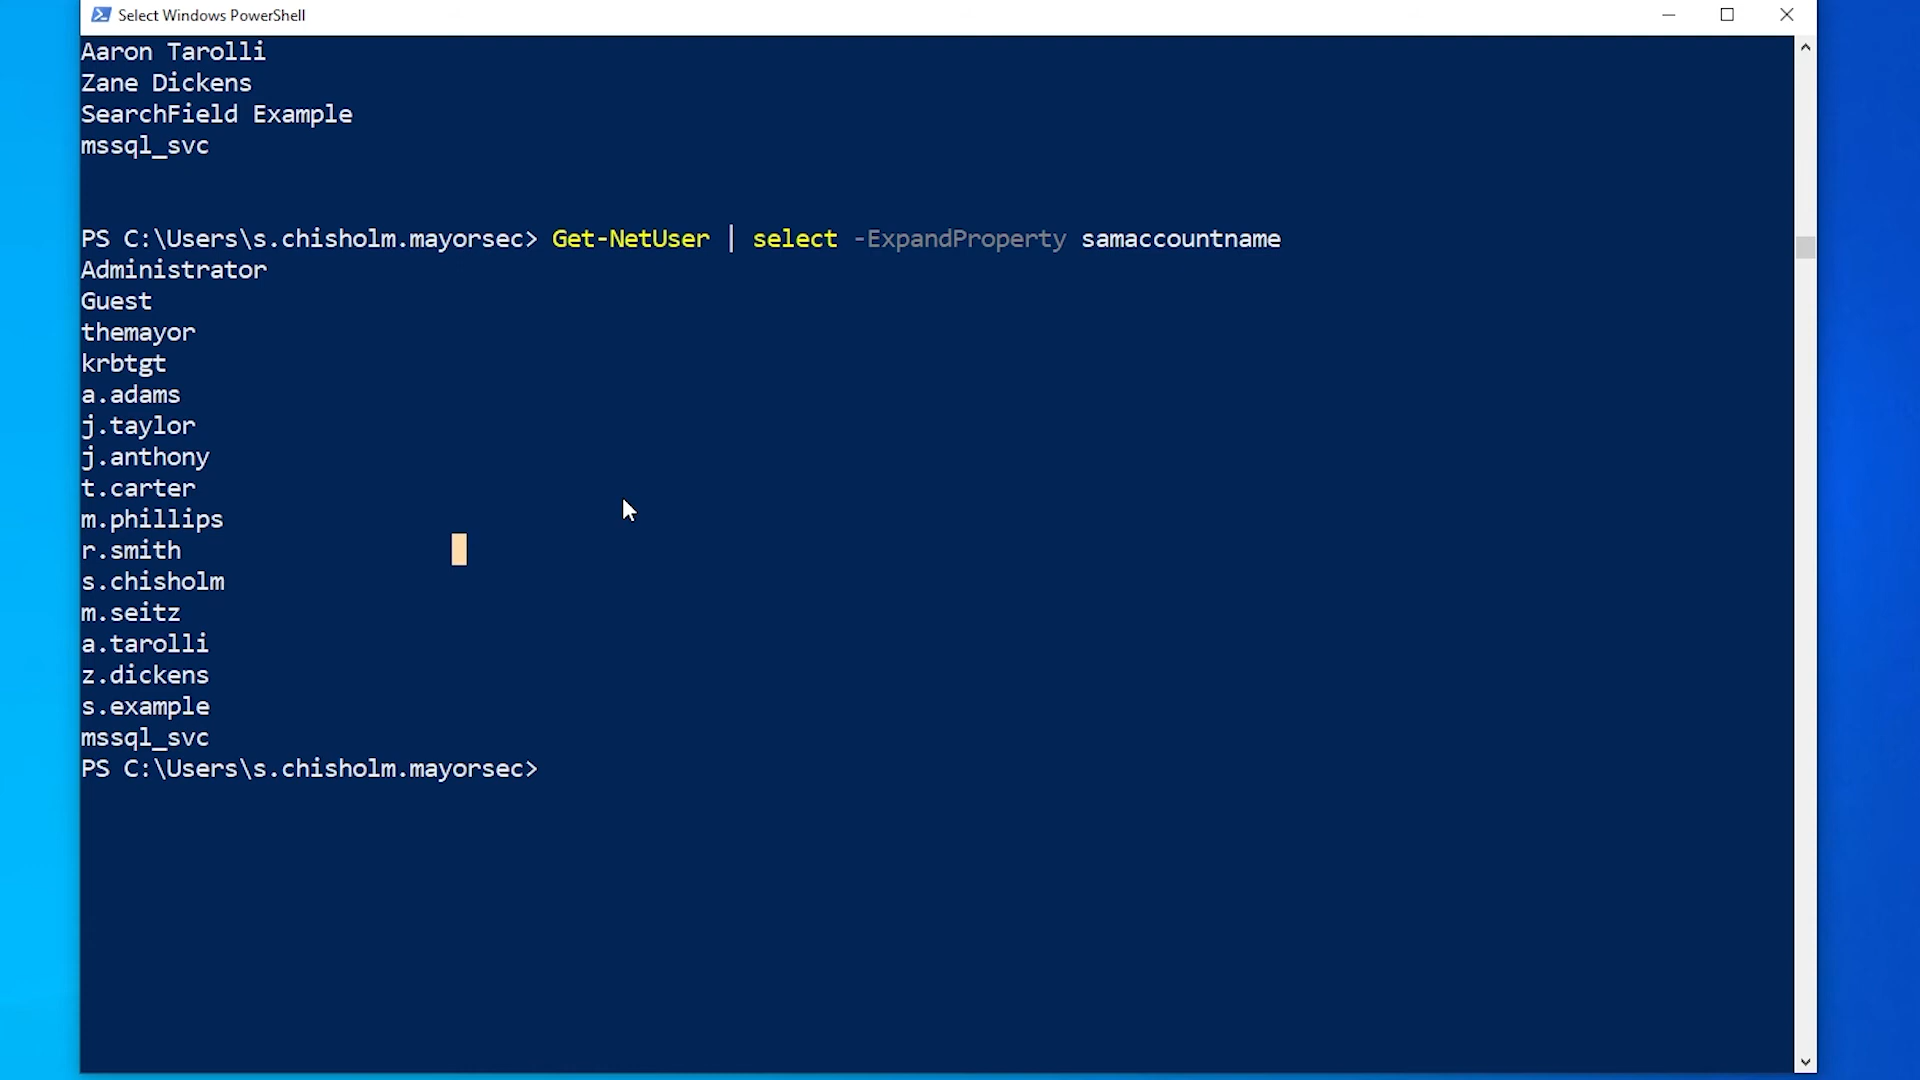 Select Windows PowerShell
Aaron Tarolli
Zane Dickens
SearchField Example
mssql_svc
PS C:\Users\s.chisholm.mayorsec> Get-NetUser | select -ExpandProperty samaccountname
Administrator
Guest
themayor
krbtgt
a.adams
j.taylor
j.anthony
t.carter
m.phillips
r.smith
s.chisholm
m.seitz
a.tarolli
z.dickens
s.example
mssql_svc
PS C:\Users\s.chisholm.mayorsec>